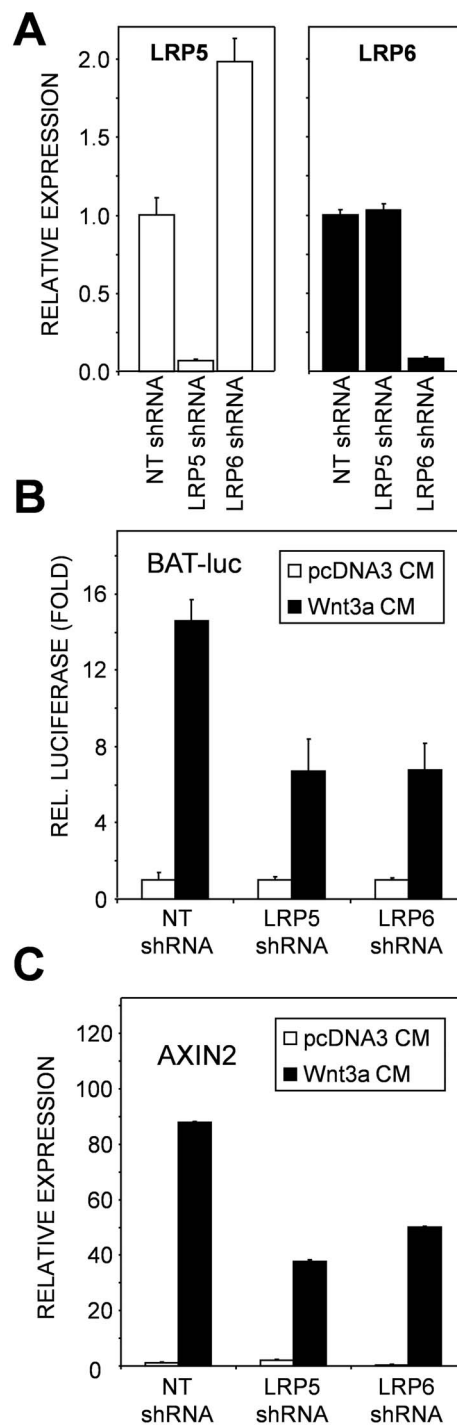 A
LRP5
LRP6
RELATIVE EXPRESSION
2.0
1.5
1.0
0.5
0.0
NT shRNA
LRP5 shRNA
LRP6 shRNA
NT shRNA
LRP5 shRNA
LRP6 shRNA
B
BAT-luc
pcDNA3 CM
Wnt3a CM
REL. LUCIFERASE (FOLD)
16
14
8
4
0
NT
shRNA
LRP5
shRNA
LRP6
shRNA
C
AXIN2
pcDNA3 CM
Wnt3a CM
RELATIVE EXPRESSION
120
100
80
60
40
20
0
NT
shRNA
LRP5
shRNA
LRP6
shRNA